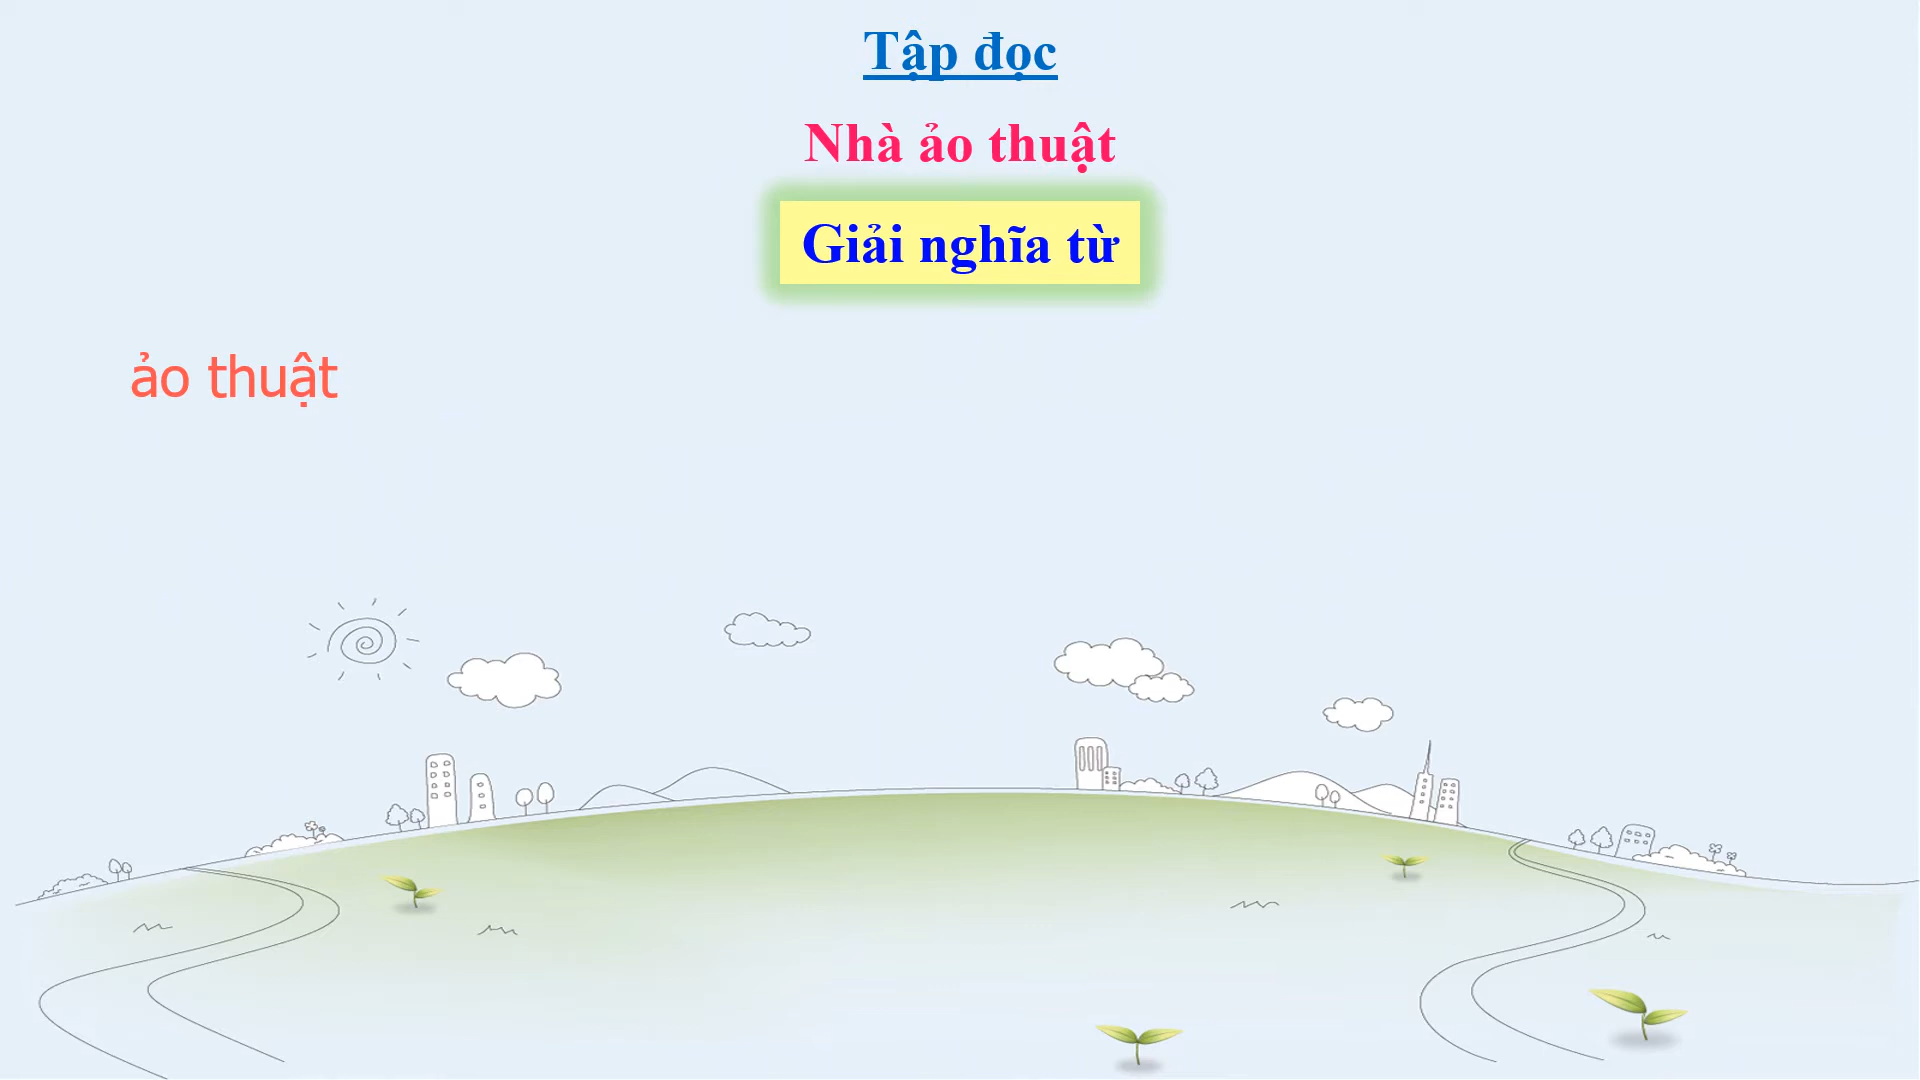 Tập đọc
Nhà ảo thuật
Giải nghĩa từ
ảo thuật